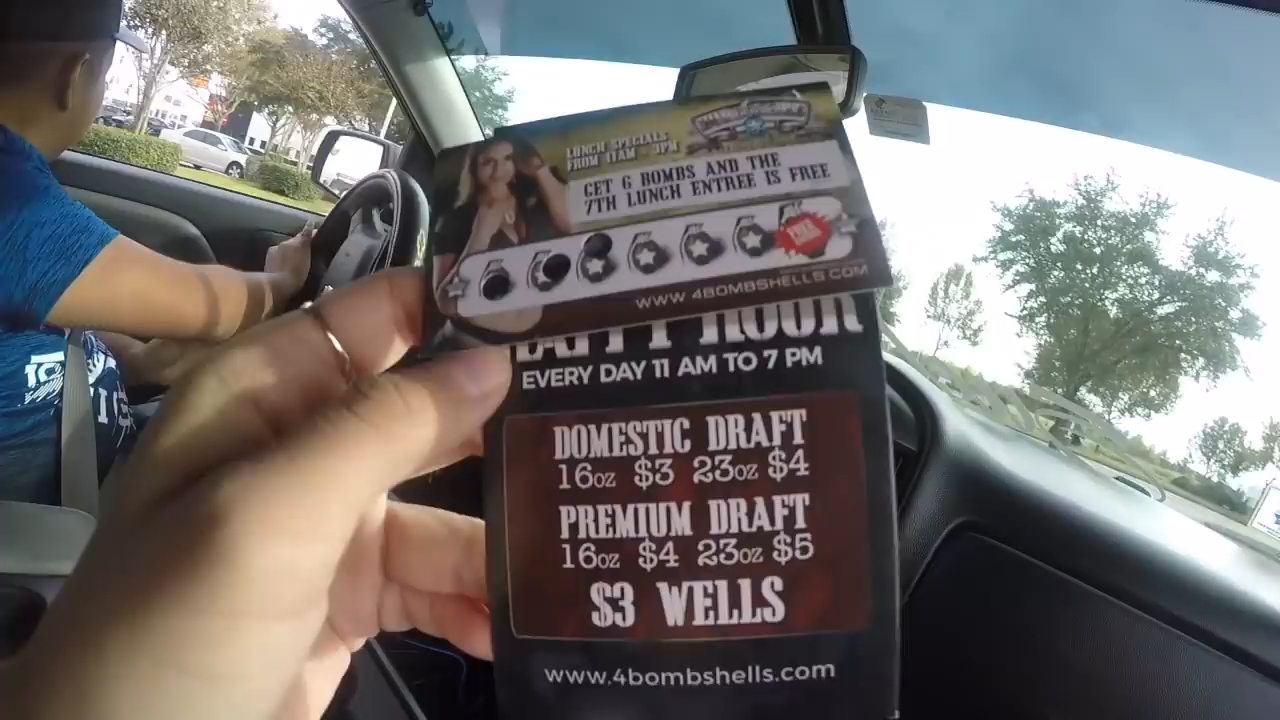 LUNCH SPECIALS
FROM 11AM - 4PM
GET 6 BOMBS AND THE
7TH LUNCH ENTREE IS FREE
FREE
WWW.4BOMBSHELLS.COM
HOUR
EVERY DAY 11 AM TO 7 PM
DOMESTIC DRAFT
16oz $3 23oz $4
PREMIUM DRAFT
16oz $4 23oz $5
$3 WELLS
www.4bombshells.com